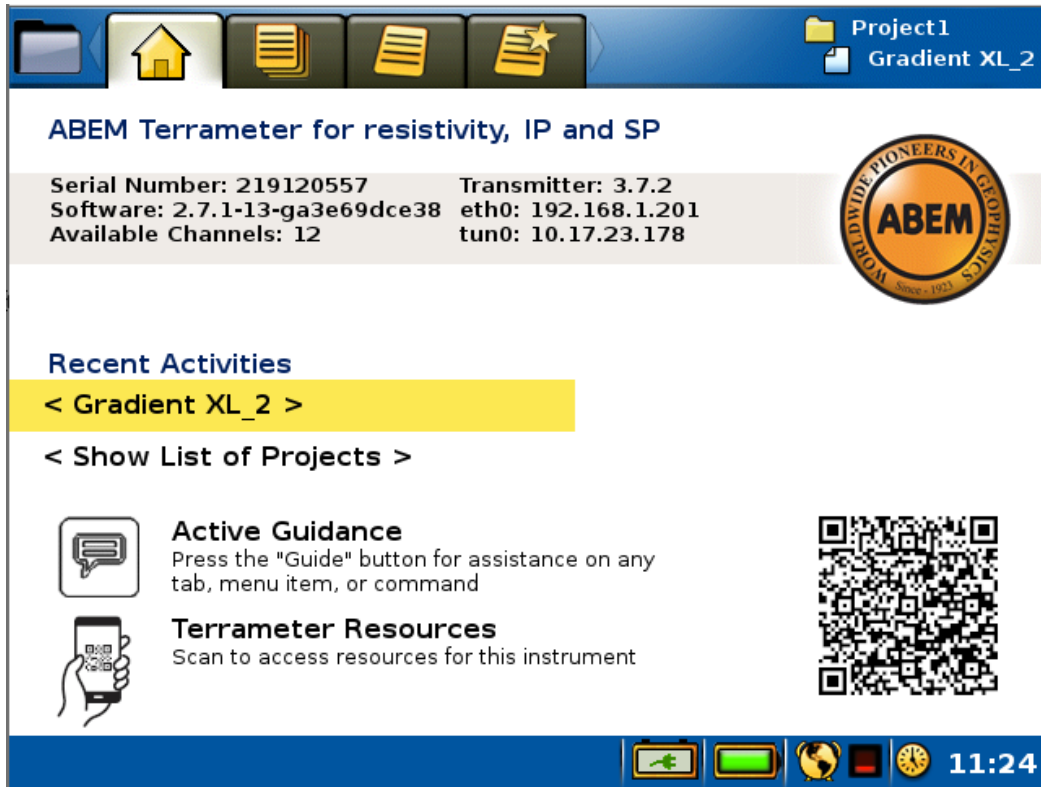 Project1
Gradient XL_2
ABEM Terrameter for resistivity, IP and SP
Serial Number: 219120557 Transmitter: 3.7.2
Software: 2.7.1-13-ga3e69dce38 eth0: 192.168.1.201
Available Channels: 12 tun0: 10.17.23.178
WORLDWIDE PIONEERS IN GEOPHYSICS
ABEM
Since - 1923
Recent Activities
< Gradient XL_2 >
< Show List of Projects >
Active Guidance
Press the "Guide" button for assistance on any
tab, menu item, or command
Terrameter Resources
Scan to access resources for this instrument
11:24